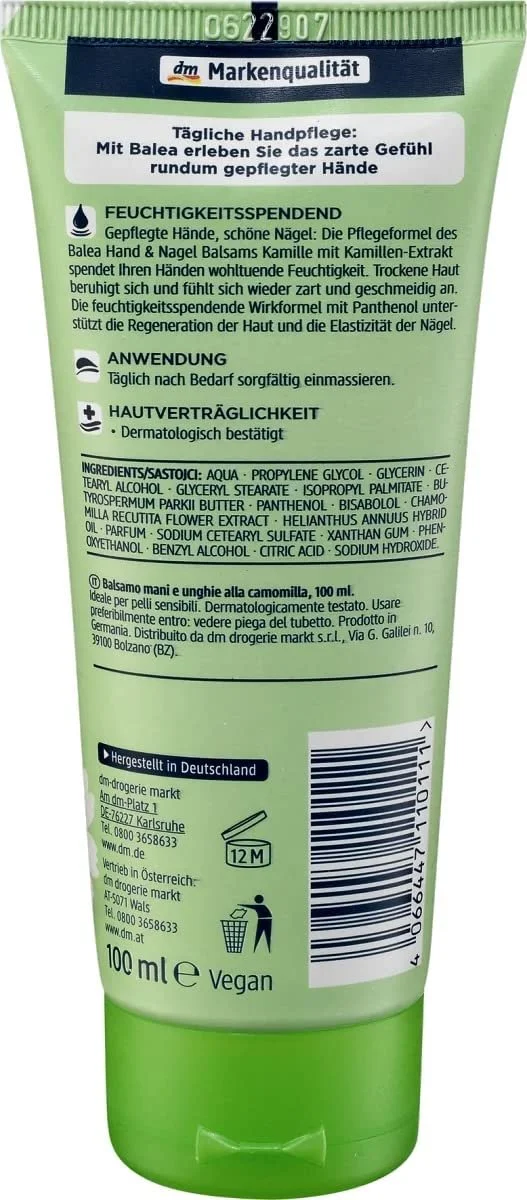 0622907
dm Markenqualität
Tägliche Handpflege:
Mit Balea erleben Sie das zarte Gefühl
rundum gepflegter Hände
FEUCHTIGKEITSSPENDEND
Gepflegte Hände, schöne Nägel: Die Pflegeformel des
Balea Hand & Nagel Balsams Kamille mit Kamillen-Extrakt
spendet Ihren Händen wohltuende Feuchtigkeit. Trockene Haut
beruhigt sich und fühlt sich wieder zart und geschmeidig an.
Die feuchtigkeitsspendende Wirkformel mit Panthenol unter-
stützt die Regeneration der Haut und die Elastizität der Nägel.
ANWENDUNG
Täglich nach Bedarf sorgfältig einmassieren.
HAUTVERTRÄGLICHKEIT
• Dermatologisch bestätigt
INGREDIENTS/SASTOJCI: AQUA · PROPYLENE GLYCOL · GLYCERIN · CE-
TEARYL ALCOHOL · GLYCERYL STEARATE · ISOPROPYL PALMITATE · BU-
TYROSPERMUM PARKII BUTTER · PANTHENOL · BISABOLOL · CHAMO-
MILLA RECUTITA FLOWER EXTRACT · HELIANTHUS ANNUUS HYBRID
OIL · PARFUM · SODIUM CETEARYL SULFATE · XANTHAN GUM · PHEN-
OXYETHANOL · BENZYL ALCOHOL · CITRIC ACID · SODIUM HYDROXIDE.
IT Balsamo mani e unghie alla camomilla, 100 ml.
Ideale per pelli sensibili. Dermatologicamente testato. Usare
preferibilmente entro: vedere piega del tubetto. Prodotto in
Germania. Distribuito da dm drogerie markt s.r.l., Via G. Galilei n. 10,
39100 Bolzano (BZ).
Hergestellt in Deutschland
dm-drogerie markt
Am dm-Platz 1
DE-76227 Karlsruhe
Tel. 0800 3658633
www.dm.de
Vertrieb in Österreich:
dm drogerie markt
AT-5071 Wals
Tel. 0800 3658633
www.dm.at
12 M
100 ml e Vegan
4 066447 110111 >